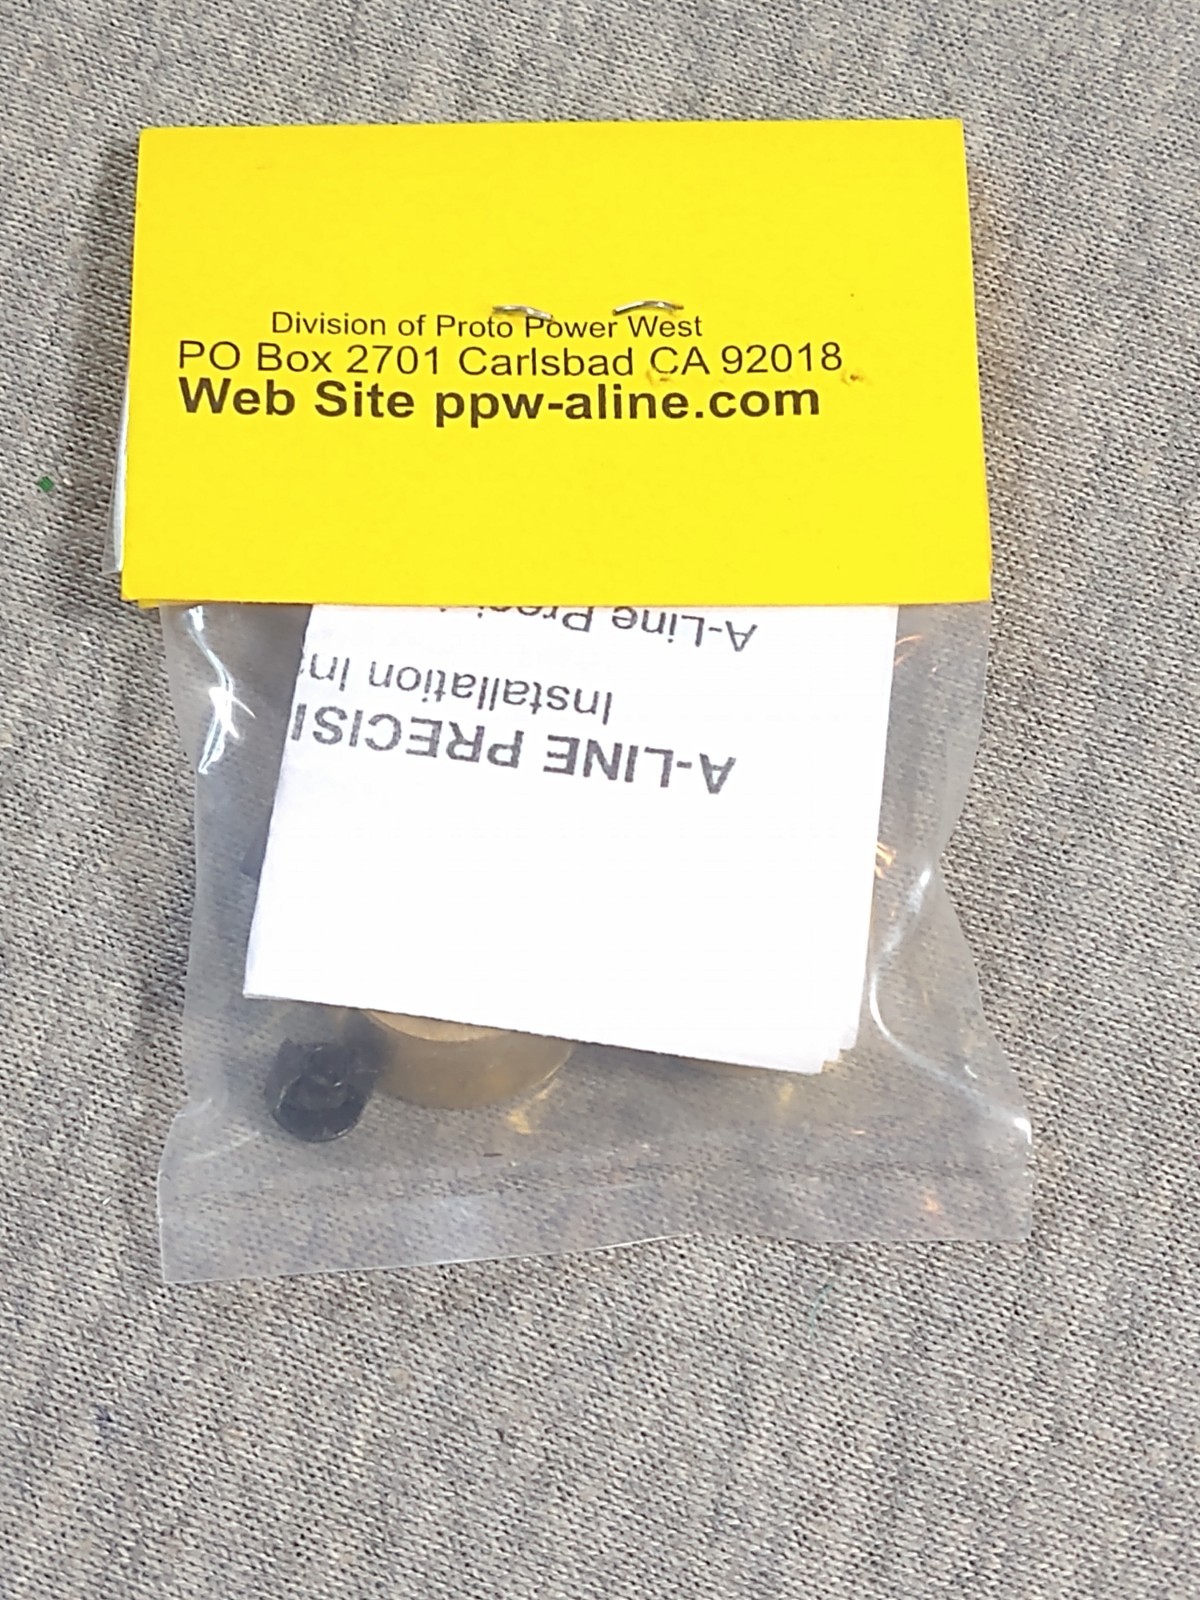 Division of Proto Power West
PO Box 2701 Carlsbad CA 92018
Web Site ppw-aline.com
A-LINE PRECISI
Installation In
A-Line Preci